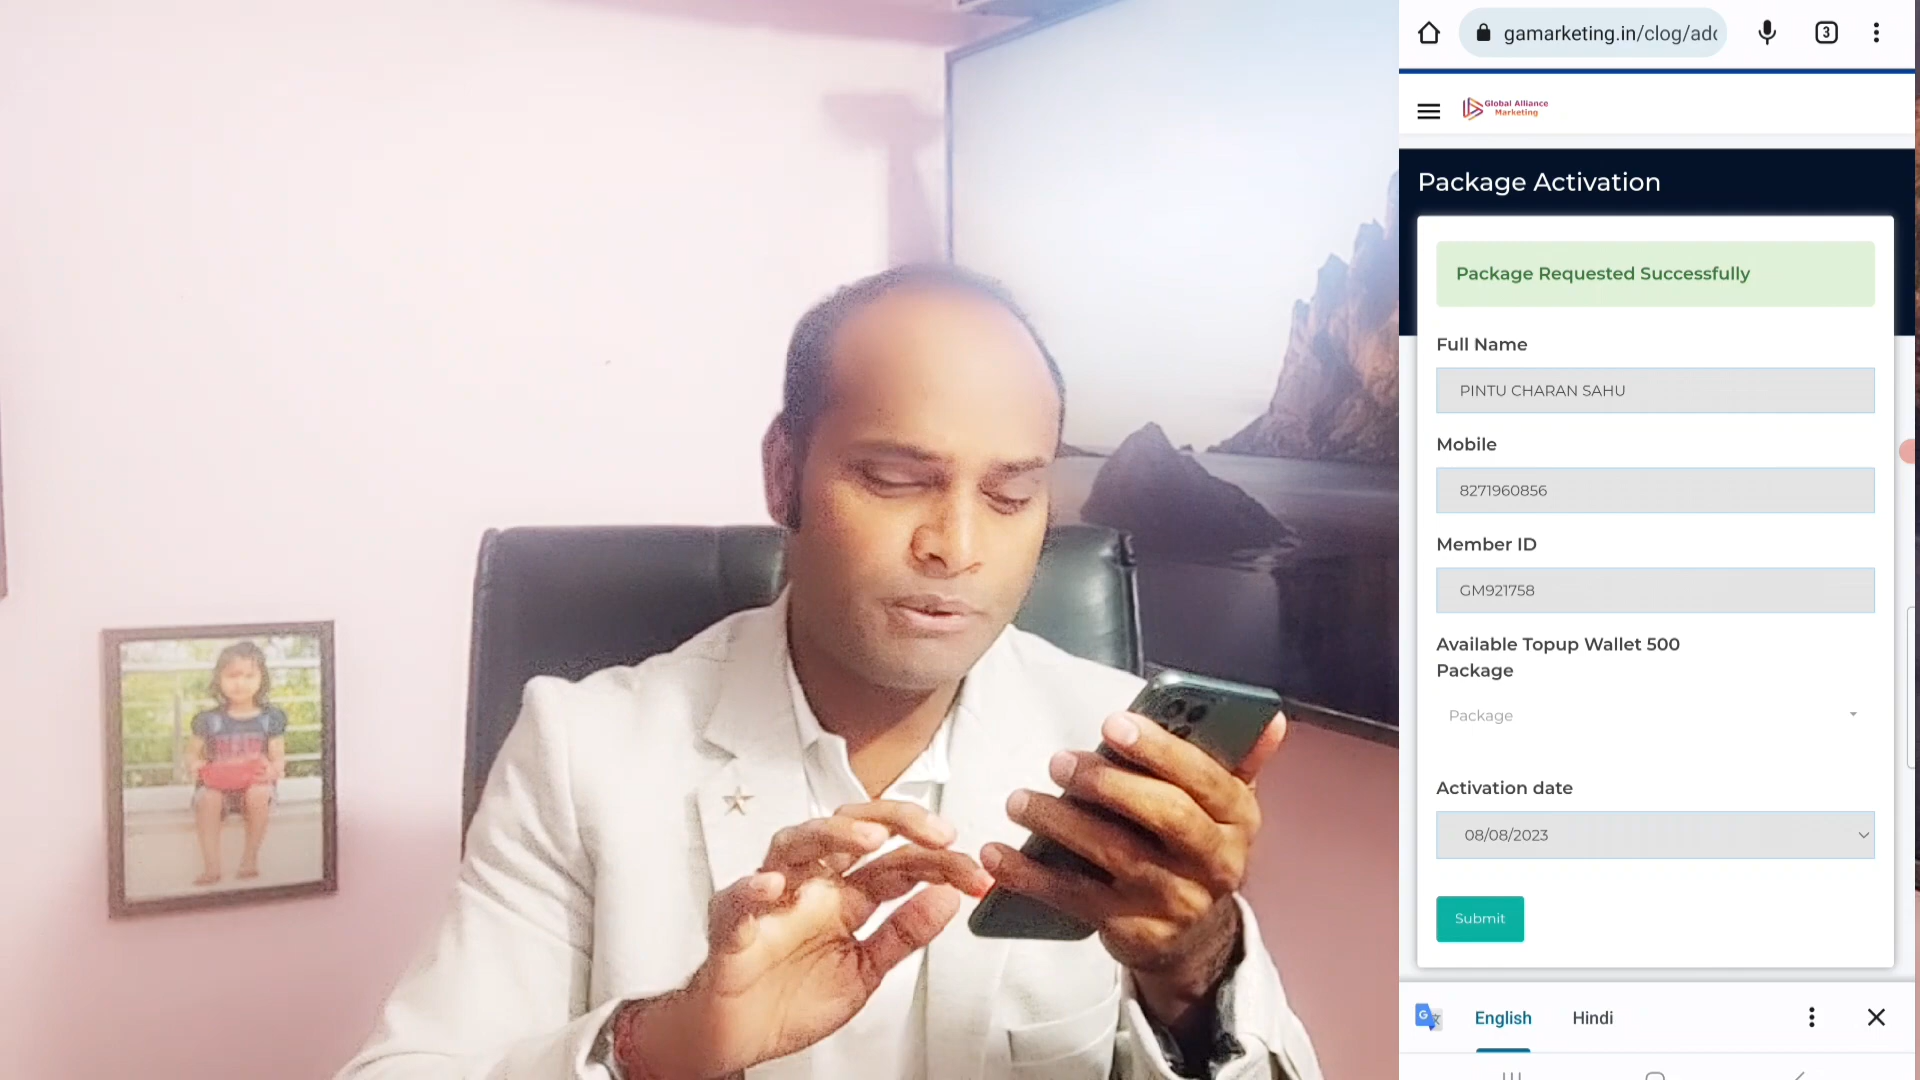 gamarketing.in/clog/add
3
Global Alliance
Marketing
Package Activation
Package Requested Successfully
Full Name
PINTU CHARAN SAHU
Mobile
8271960856
Member ID
GM921758
Available Topup Wallet 500
Package
Package
Activation date
08/08/2023
Submit
English
Hindi